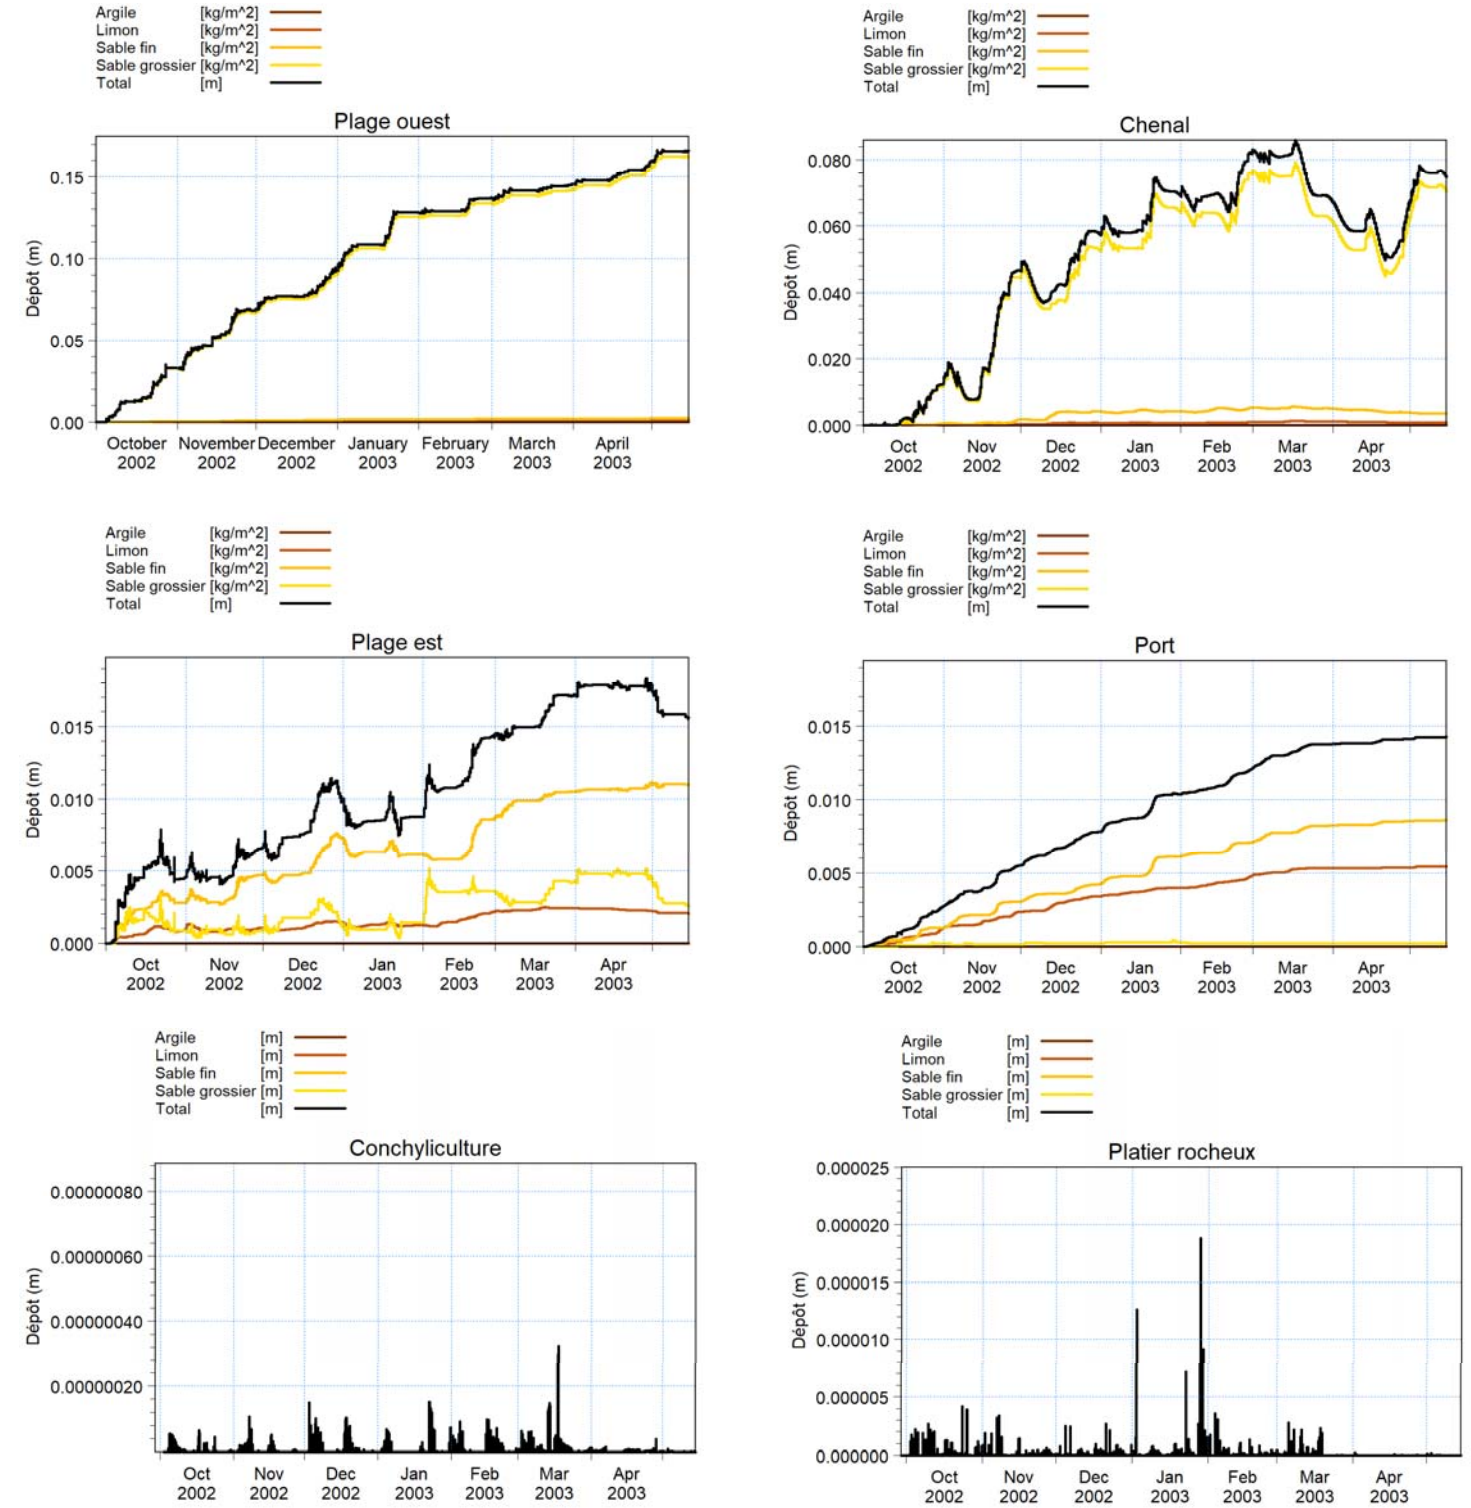 Argile [kg/m^2]
Limon [kg/m^2]
Sable fin [kg/m^2]
Sable grossier [kg/m^2]
Total [m]
Plage ouest
Dépôt (m)
0.15
0.10
0.05
0.00
October November December January February March April
2002 2002 2002 2003 2003 2003 2003
Argile [kg/m^2]
Limon [kg/m^2]
Sable fin [kg/m^2]
Sable grossier [kg/m^2]
Total [m]
Chenal
Dépôt (m)
0.080
0.060
0.040
0.020
0.000
Oct Nov Dec Jan Feb Mar Apr
2002 2002 2002 2003 2003 2003 2003
Argile [kg/m^2]
Limon [kg/m^2]
Sable fin [kg/m^2]
Sable grossier [kg/m^2]
Total [m]
Plage est
Dépôt (m)
0.015
0.010
0.005
0.000
Oct Nov Dec Jan Feb Mar Apr
2002 2002 2002 2003 2003 2003 2003
Argile [kg/m^2]
Limon [kg/m^2]
Sable fin [kg/m^2]
Sable grossier [kg/m^2]
Total [m]
Port
Dépôt (m)
0.015
0.010
0.005
0.000
Oct Nov Dec Jan Feb Mar Apr
2002 2002 2002 2003 2003 2003 2003
Argile [m]
Limon [m]
Sable fin [m]
Sable grossier [m]
Total [m]
Conchyliculture
Dépôt (m)
0.00000080
0.00000060
0.00000040
0.00000020
Oct Nov Dec Jan Feb Mar Apr
2002 2002 2002 2003 2003 2003 2003
Argile [m]
Limon [m]
Sable fin [m]
Sable grossier [m]
Total [m]
Platier rocheux
Dépôt (m)
0.000025
0.000020
0.000015
0.000010
0.000005
0.000000
Oct Nov Dec Jan Feb Mar Apr
2002 2002 2002 2003 2003 2003 2003